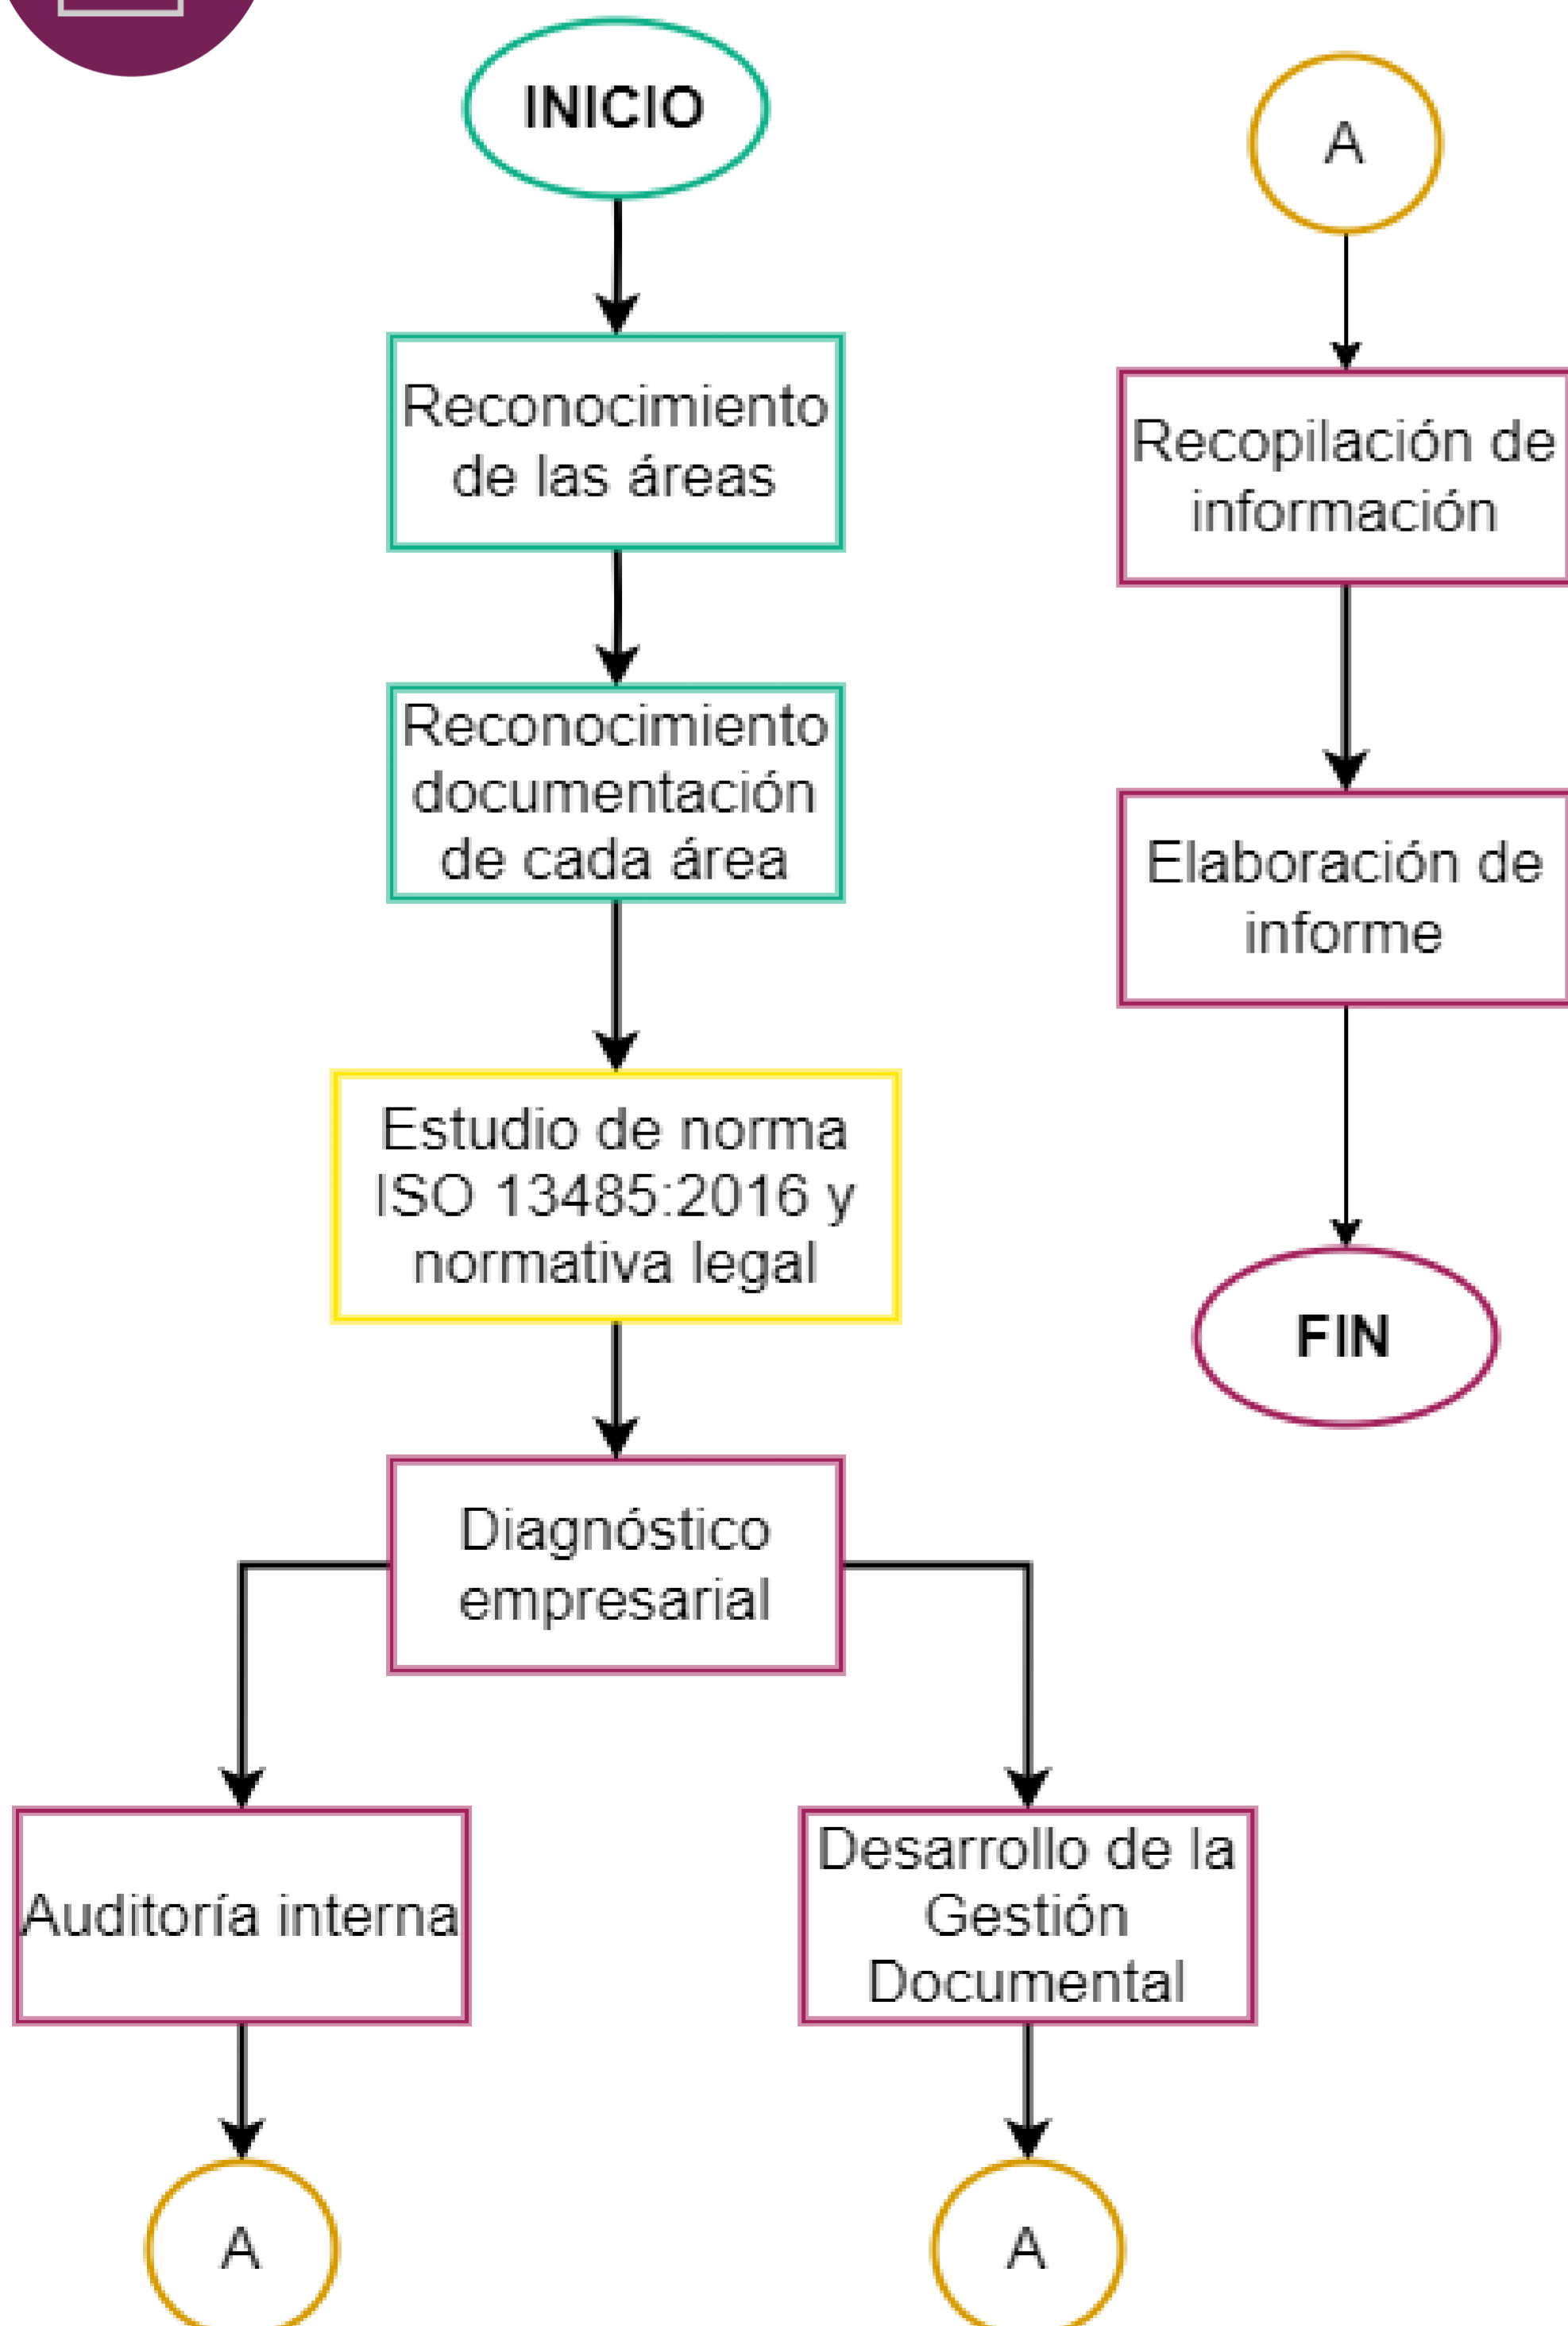 INICIO
Reconocimiento
de las áreas
Reconocimiento
documentación
de cada área
Estudio de norma
ISO 13485:2016 y
normativa legal
Diagnóstico
empresarial
Auditoría interna
Desarrollo de la
Gestión
Documental
A
A
A
Recopilación de
información
Elaboración de
informe
FIN